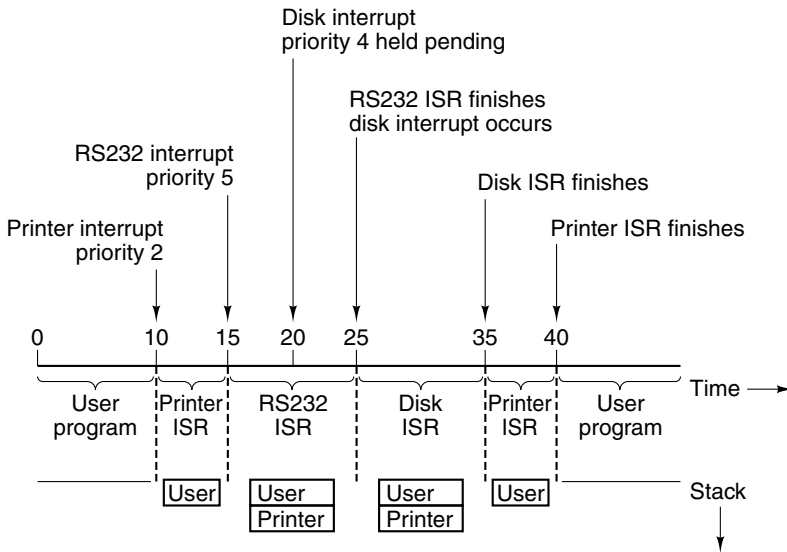 Disk interrupt
priority 4 held pending
RS232 ISR finishes
disk interrupt occurs
RS232 interrupt
priority 5
Disk ISR finishes
Printer interrupt
priority 2
Printer ISR finishes
0 10 15 20 25 35 40
Time
User
program
Printer
ISR
RS232
ISR
Disk
ISR
Printer
ISR
User
program
Stack
User
User
Printer
User
Printer
User